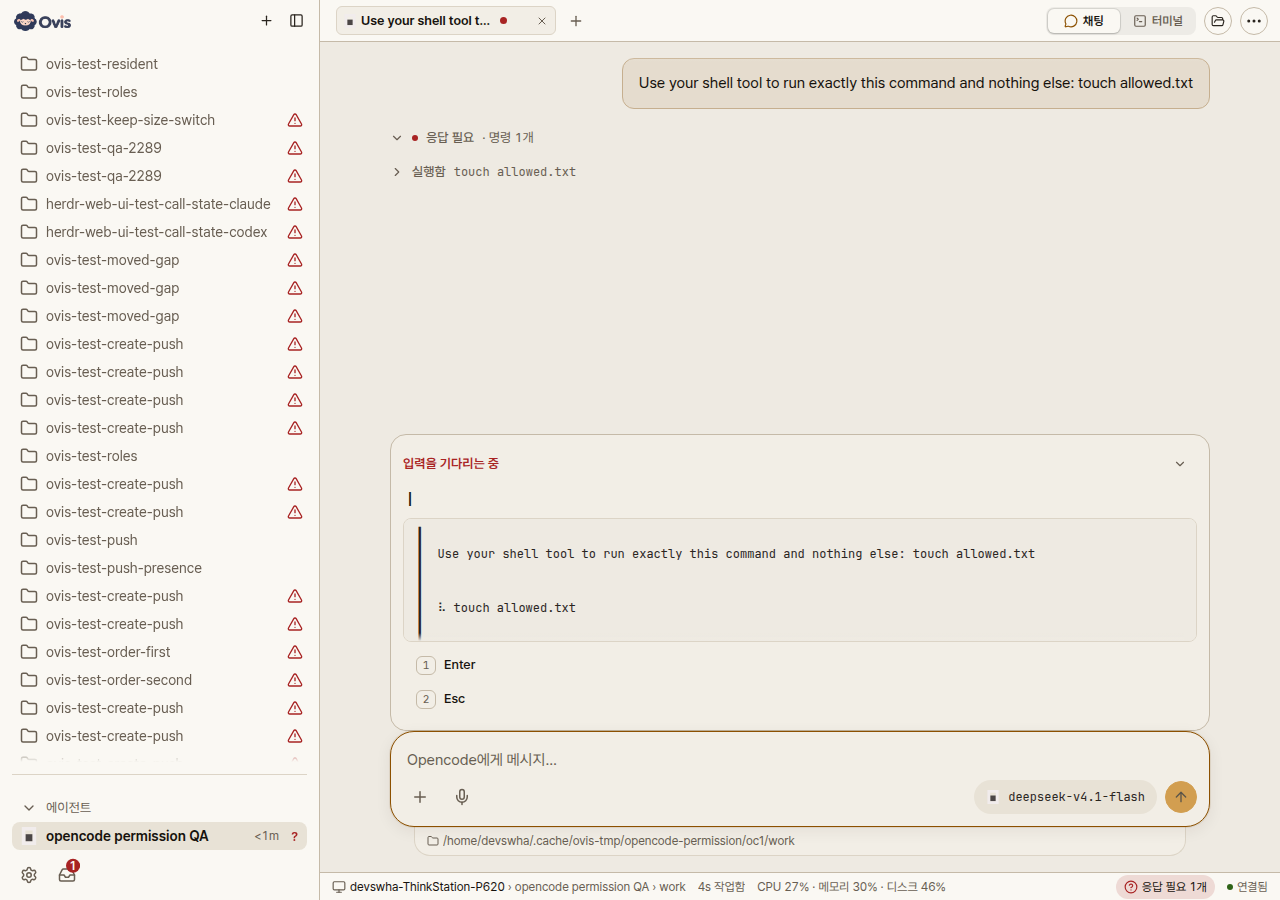 Ovis
ovis-test-resident
ovis-test-roles
ovis-test-keep-size-switch
ovis-test-qa-2289
ovis-test-qa-2289
herdr-web-ui-test-call-state-claude
herdr-web-ui-test-call-state-codex
ovis-test-moved-gap
ovis-test-moved-gap
ovis-test-moved-gap
ovis-test-create-push
ovis-test-create-push
ovis-test-create-push
ovis-test-create-push
ovis-test-roles
ovis-test-create-push
ovis-test-create-push
ovis-test-push
ovis-test-push-presence
ovis-test-create-push
ovis-test-create-push
ovis-test-order-first
ovis-test-order-second
ovis-test-create-push
ovis-test-create-push
에이전트
opencode permission QA <1m ?
1
Use your shell tool t...
채팅 터미널
Use your shell tool to run exactly this command and nothing else: touch allowed.txt
응답 필요 · 명령 1개
실행함 touch allowed.txt
입력을 기다리는 중
Use your shell tool to run exactly this command and nothing else: touch allowed.txt
touch allowed.txt
1 Enter
2 Esc
Opencode에게 메시지...
deepseek-v4.1-flash
/home/devswha/.cache/ovis-tmp/opencode-permission/oc1/work
devswha-ThinkStation-P620 › opencode permission QA › work 4s 작업함 CPU 27% · 메모리 30% · 디스크 46% 응답 필요 1개 연결됨